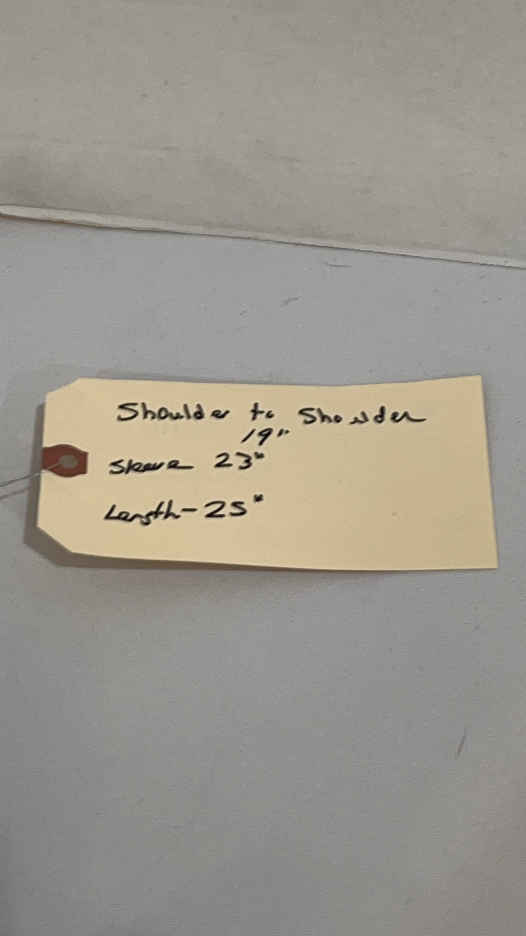 Shoulder to Shoulder
19"
Sleeve 23"
Length - 25"